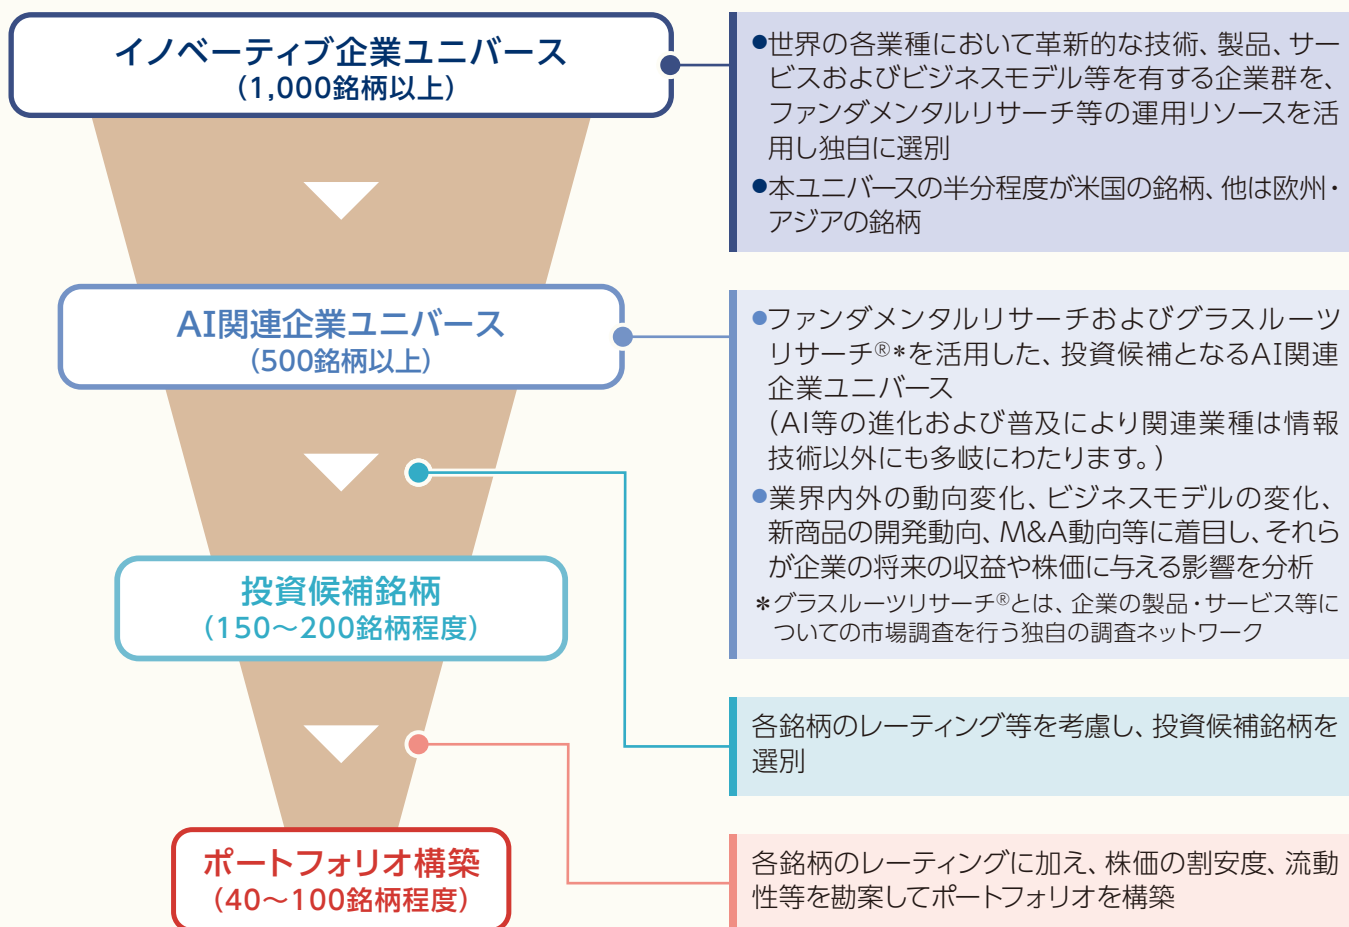 イノベーティブ企業ユニバース
（1,000銘柄以上）
●世界の各業種において革新的な技術、製品、サー
ビスおよびビジネスモデル等を有する企業群を、
ファンダメンタルリサーチ等の運用リソースを活
用し独自に選別
●本ユニバースの半分程度が米国の銘柄、他は欧州・
アジアの銘柄
AI関連企業ユニバース
（500銘柄以上）
●ファンダメンタルリサーチおよびグラスルーツ
リサーチ®*を活用した、投資候補となるAI関連
企業ユニバース
（AI等の進化および普及により関連業種は情報
技術以外にも多岐にわたります。）
●業界内外の動向変化、ビジネスモデルの変化、
新商品の開発動向、M&A動向等に着目し、それら
が企業の将来の収益や株価に与える影響を分析
*グラスルーツリサーチ®とは、企業の製品・サービス等に
ついての市場調査を行う独自の調査ネットワーク
投資候補銘柄
（150～200銘柄程度）
各銘柄のレーティング等を考慮し、投資候補銘柄を
選別
ポートフォリオ構築
（40～100銘柄程度）
各銘柄のレーティングに加え、株価の割安度、流動
性等を勘案してポートフォリオを構築